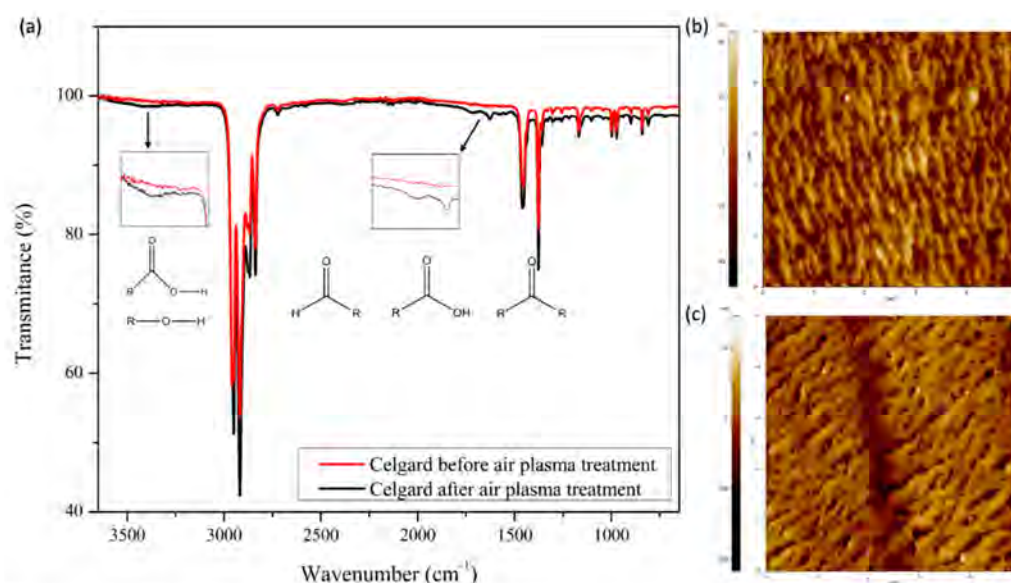 (a)
Transmitance (%)
100
80
60
40
O
R
O
H
R
O
H
O
H
R
O
R
OH
O
R
R
Celgard before air plasma treatment
Celgard after air plasma treatment
3500
3000
2500
2000
1500
1000
Wavenumber (cm⁻¹)
(b)
(c)